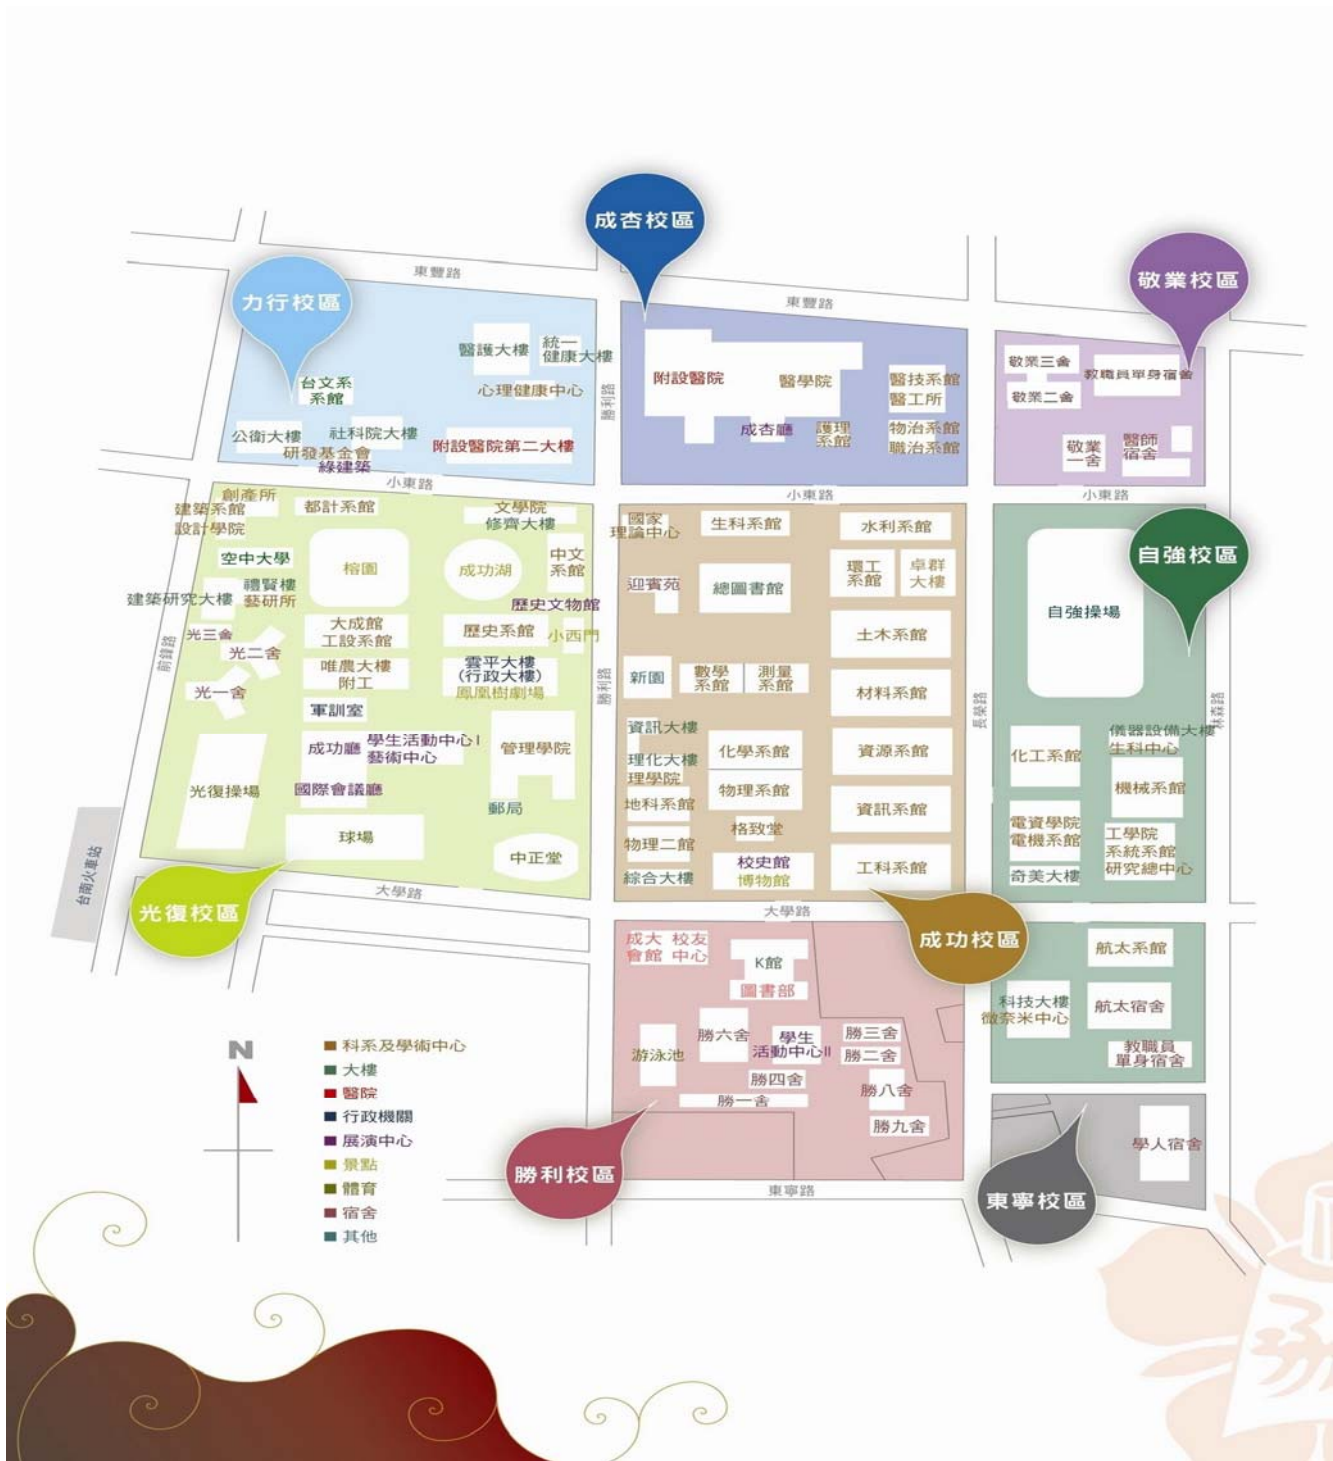 成杏校區
敬業校區
力行校區
東豐路
東豐路
醫護大樓
統一
健康大樓
心理健康中心
台文系
系館
公衛大樓
社科院大樓
研發基金會
綠建築
附設醫院第二大樓
勝利路
附設醫院
醫學院
醫技系館
醫工所
成杏廳
護理
系館
物治系館
職治系館
敬業三舍
教職員單身宿舍
敬業二舍
敬業
一舍
醫師
宿舍
小東路
小東路
小東路
創產所
建築系館
設計學院
都計系館
文學院
修齊大樓
空中大學
榕園
成功湖
中文
系館
禮賢樓
藝研所
建築研究大樓
歷史文物館
光三舍
大成館
工設系館
歷史系館
小西門
光二舍
前鋒路
唯農大樓
附工
雲平大樓
(行政大樓)
鳳凰樹劇場
光一舍
軍訓室
勝利路
成功廳
學生活動中心I
藝術中心
管理學院
光復操場
國際會議廳
郵局
球場
中正堂
台南火車站
大學路
光復校區
國家
理論中心
生科系館
水利系館
迎賓苑
總圖書館
環工
系館
卓群
大樓
土木系館
新園
數學
系館
測量
系館
材料系館
資訊大樓
理化大樓
理學院
化學系館
資源系館
地科系館
物理系館
資訊系館
物理二館
格致堂
綜合大樓
校史館
博物館
工科系館
長榮路
大學路
成功校區
自強校區
自強操場
林森路
儀器設備大樓
生科中心
化工系館
機械系館
電資學院
電機系館
工學院
系統系館
研究總中心
奇美大樓
航太系館
科技大樓
微奈米中心
航太宿舍
教職員
單身宿舍
成大 校友
會館 中心
K館
圖書部
游泳池
勝六舍
學生
活動中心II
勝三舍
勝二舍
勝四舍
勝一舍
勝八舍
勝九舍
勝利校區
東寧路
東寧校區
學人宿舍
N
科系及學術中心
大樓
醫院
行政機關
展演中心
景點
體育
宿舍
其他